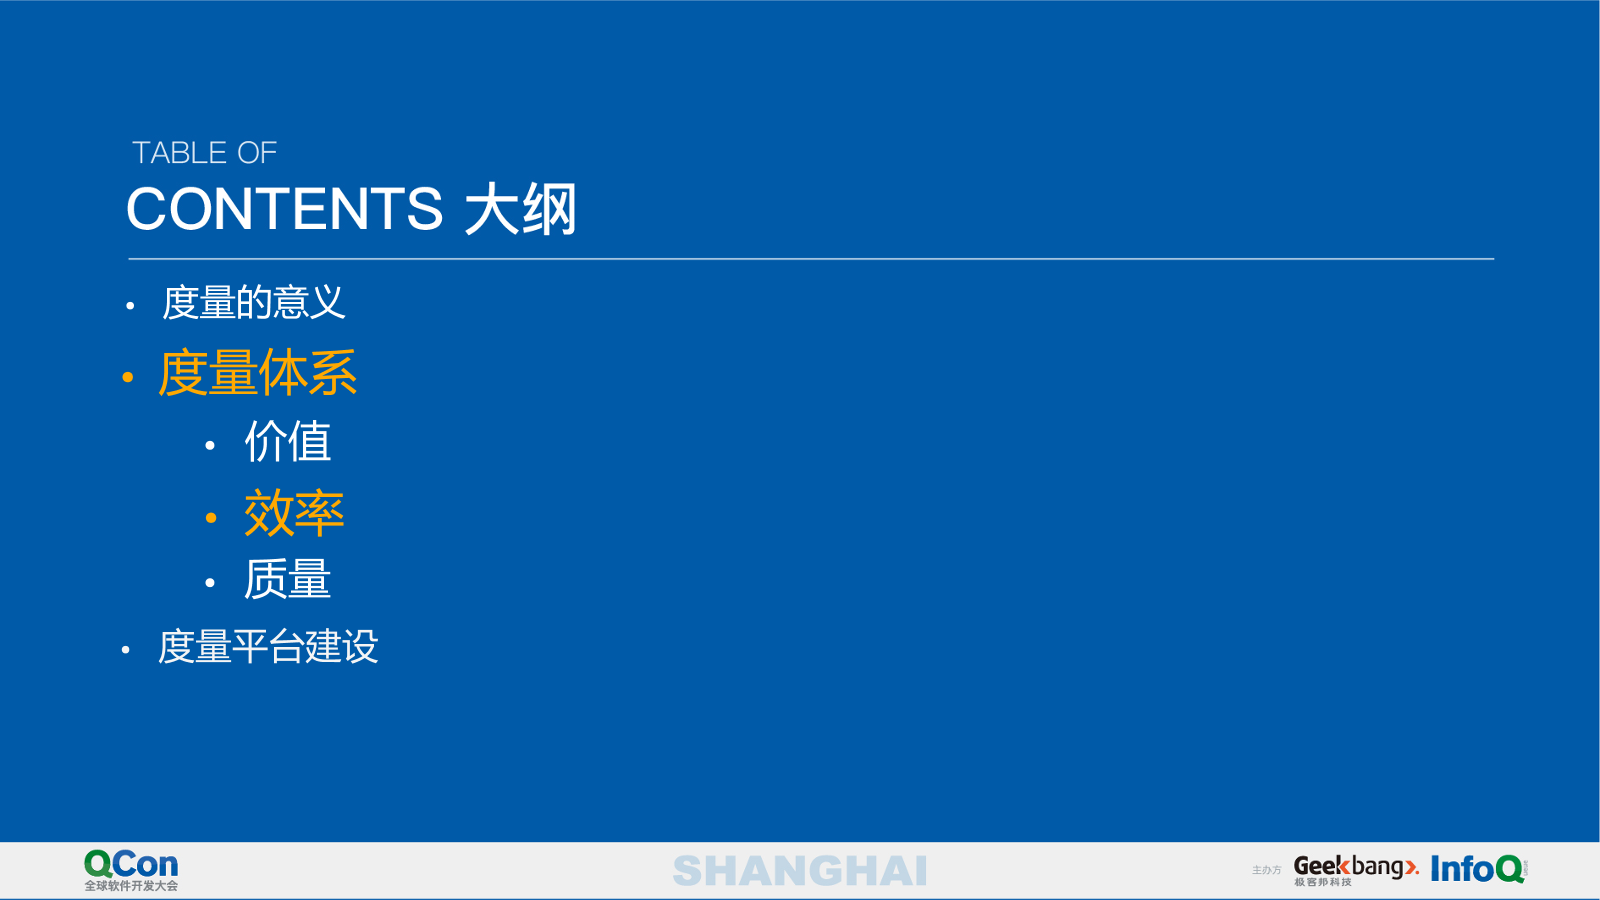 TABLE OF
CONTENTS 大纲
• 度量的意义
• 度量体系
• 价值
• 效率
• 质量
• 度量平台建设
QCon
全球软件开发大会
SHANGHAI
主办方
Geekbang
极客邦科技
InfoQ